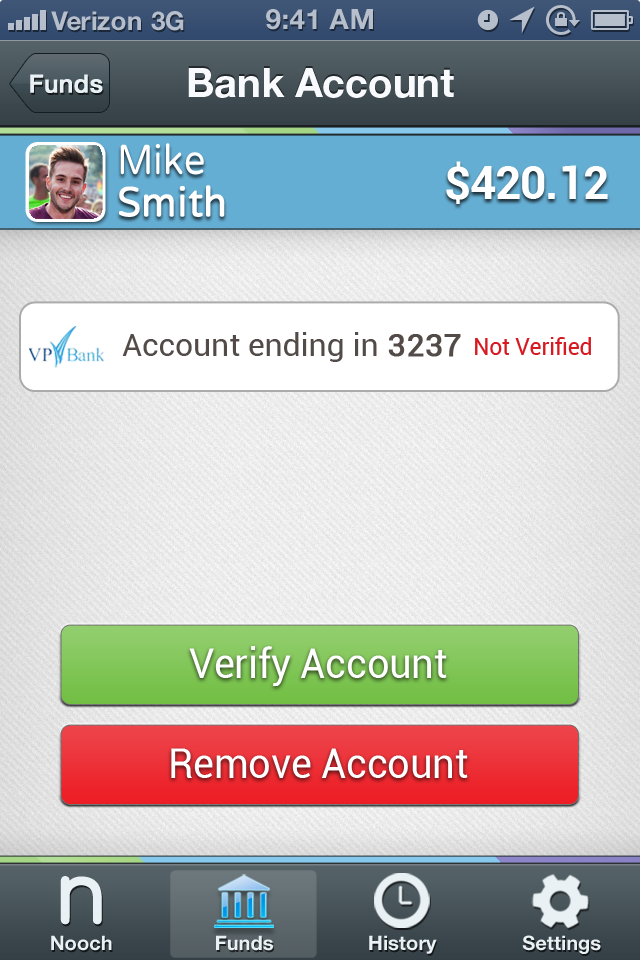 Verizon 3G 9:41 AM
Funds
Bank Account
Mike
Smith
$420.12
VP Bank Account ending in 3237 Not Verified
Verify Account
Remove Account
n
Nooch Funds History Settings